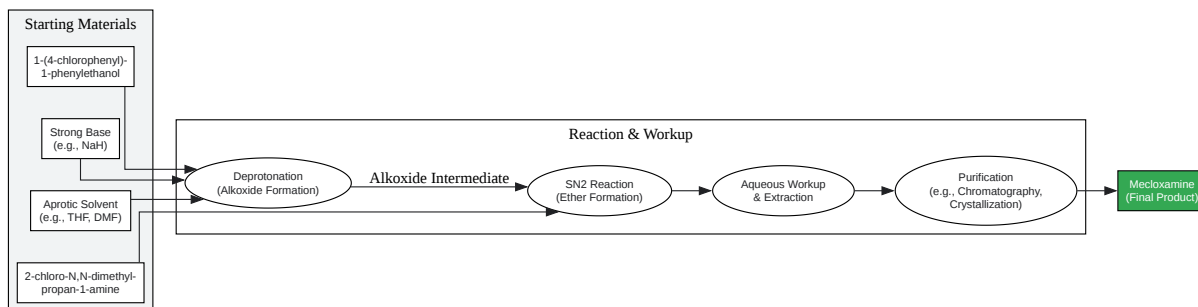 Starting Materials
1-(4-chlorophenyl)-
1-phenylethanol
Strong Base
(e.g., NaH)
Aprotic Solvent
(e.g., THF, DMF)
2-chloro-N,N-dimethyl-
propan-1-amine
Reaction & Workup
Deprotonation
(Alkoxide Formation)
Alkoxide Intermediate
SN2 Reaction
(Ether Formation)
Aqueous Workup
& Extraction
Purification
(e.g., Chromatography,
Crystallization)
Mecloxamine
(Final Product)